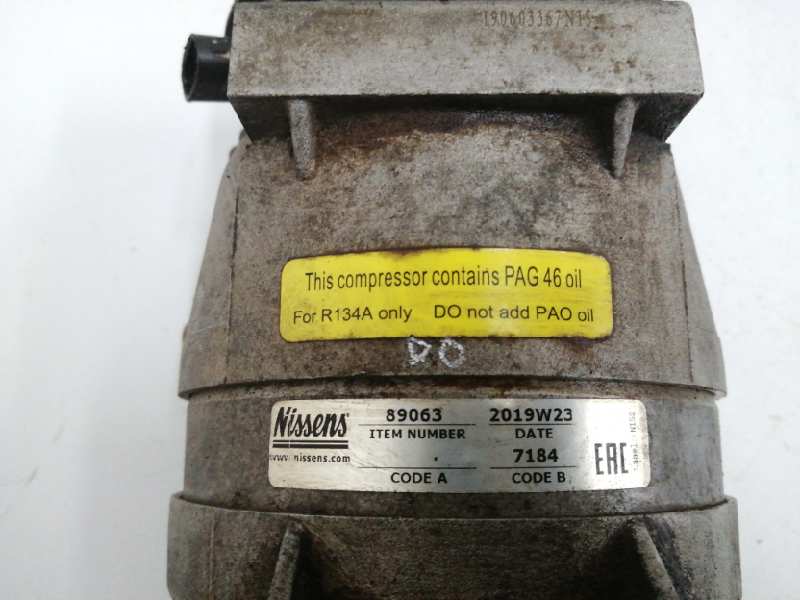 190603367N15
This compressor contains PAG 46 oil
For R134A only DO not add PAO oil
DO
Nissens 89063 2019W23
ITEM NUMBER DATE
www.nissens.com . 7184
CODE A CODE B
EAC